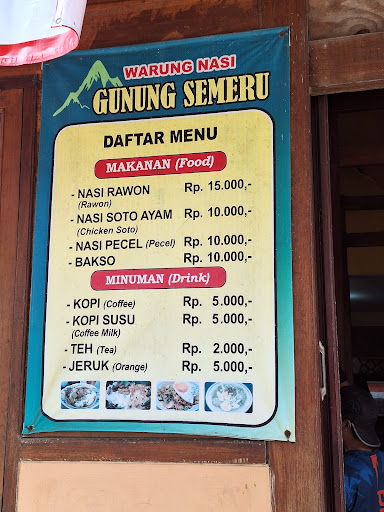 WARUNG NASI
GUNUNG SEMERU
DAFTAR MENU
MAKANAN (Food)
- NASI RAWON Rp. 15.000,-
(Rawon)
- NASI SOTO AYAM Rp. 10.000,-
(Chicken Soto)
- NASI PECEL (Pecel) Rp. 10.000,-
- BAKSO Rp. 10.000,-
MINUMAN (Drink)
- KOPI (Coffee) Rp. 5.000,-
- KOPI SUSU Rp. 5.000,-
(Coffee Milk)
- TEH (Tea) Rp. 2.000,-
- JERUK (Orange) Rp. 5.000,-